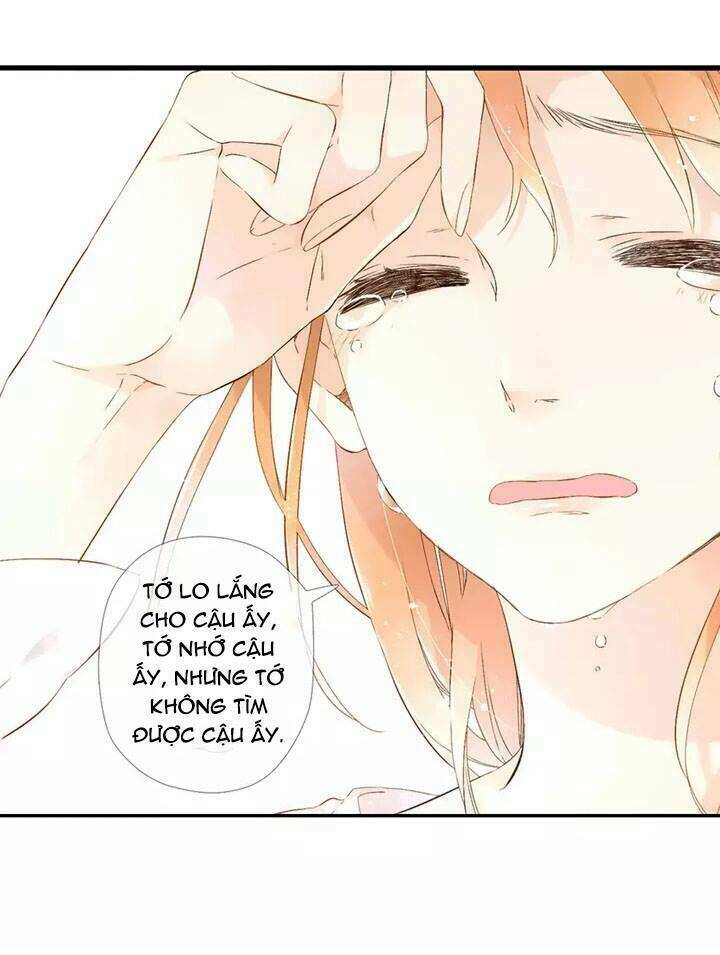 TỚ LO LẮNG
CHO CẬU ẤY,
TỚ NHỚ CẬU
ẤY, NHƯNG TỚ
KHÔNG TÌM
ĐƯỢC CẬU ẤY.